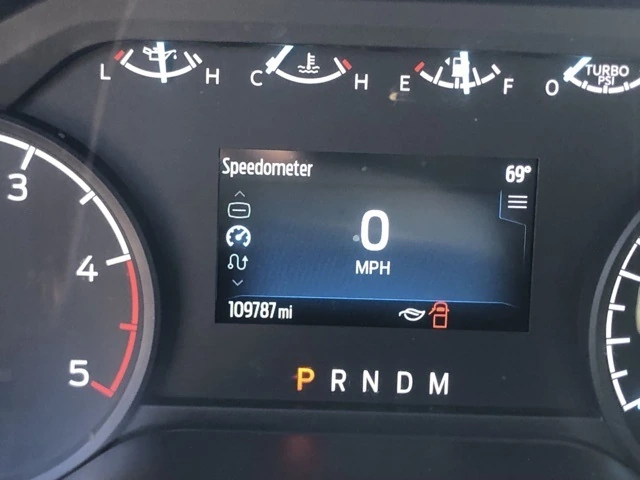 L H C H E F O TURBO
PSI
Speedometer 69°
3
0
4
MPH
109787 mi
5
P R N D M